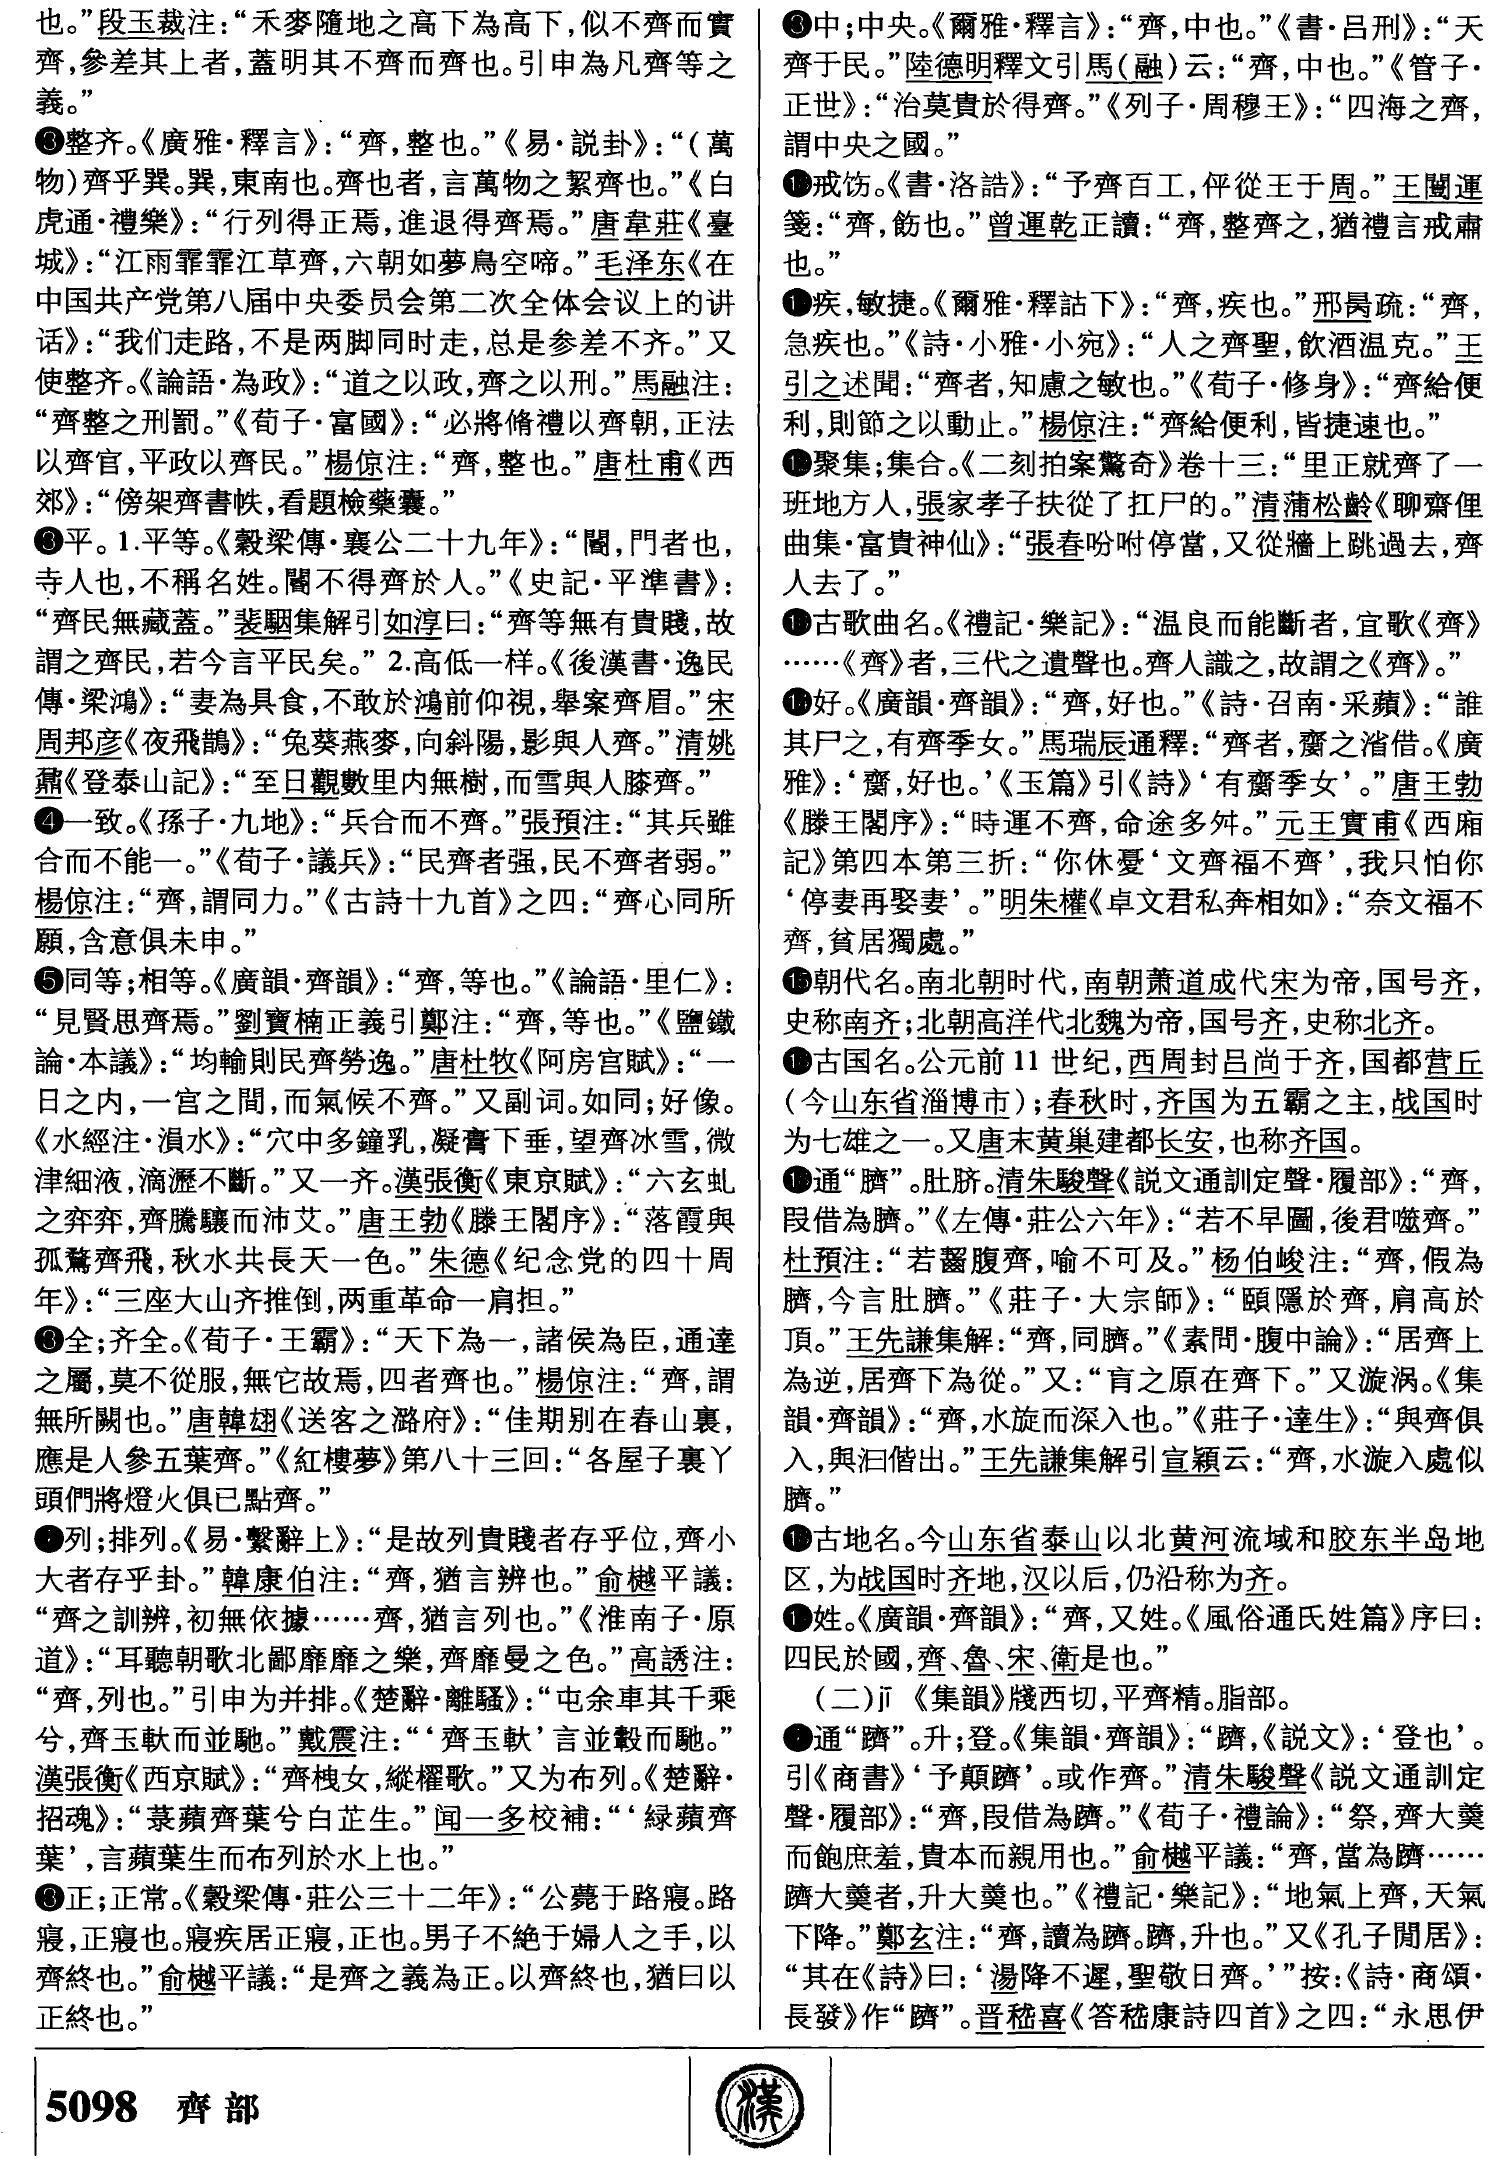 也。”段玉裁注：“禾麥隨地之高下為高下，似不齊而實
齊，參差其上者，蓋明其不齊而齊也。引申為凡齊等之
義。”
整齐。《廣雅·釋言》：“齊，整也。”《易·説卦》：“（萬
物）齊乎巽。巽，東南也。齊也者，言萬物之絜齊也。”《白
虎通·禮樂》：“行列得正焉，進退得齊焉。”唐韋莊《臺
城》：“江雨霏霏江草齊，六朝如夢鳥空啼。”毛泽东《在
中国共产党第八届中央委员会第二次全体会议上的讲
话》：“我们走路，不是两脚同时走，总是参差不齐。”又
使整齐。《論語·為政》：“道之以政，齊之以刑。”馬融注：
“齊整之刑罰。”《荀子·富國》：“必將脩禮以齊朝，正法
以齊官，平政以齊民。”楊倞注：“齊，整也。”唐杜甫《西
郊》：“傍架齊書帙，看題檢藥囊。”
❸平。1.平等。《穀梁傳·襄公二十九年》：“閽，門者也，
寺人也，不稱名姓。閽不得齊於人。”《史記·平準書》：
“齊民無藏蓋。”裴駰集解引如淳曰：“齊等無有貴賤，故
謂之齊民，若今言平民矣。”2.高低一样。《後漢書·逸民
傳·梁鴻》：“妻為具食，不敢於鴻前仰視，舉案齊眉。”宋
周邦彦《夜飛鵲》：“兔葵燕麥，向斜陽，影與人齊。”清姚
鼐《登泰山記》：“至日觀數里内無樹，而雪與人膝齊。”
❹一致。《孫子·九地》：“兵合而不齊。”張預注：“其兵雖
合而不能一。”《荀子·議兵》：“民齊者强，民不齊者弱。”
楊倞注：“齊，謂同力。”《古詩十九首》之四：“齊心同所
願，含意俱未申。”
❺同等；相等。《廣韻·齊韻》：“齊，等也。”《論語·里仁》：
“見賢思齊焉。”劉寶楠正義引鄭注：“齊，等也。”《鹽鐵
論·本議》：“均輸則民齊勞逸。”唐杜牧《阿房宫賦》：“一
日之内，一宫之間，而氣候不齊。”又副词。如同；好像。
《水經注·溳水》：“穴中多鐘乳，凝膏下垂，望齊冰雪，微
津細液，滴瀝不斷。”又一齐。漢張衡《東京賦》：“六玄虬
之弈弈，齊騰驤而沛艾。”唐王勃《滕王閣序》：“落霞與
孤鶩齊飛，秋水共長天一色。”朱德《纪念党的四十周
年》：“三座大山齐推倒，两重革命一肩担。”
全；齐全。《荀子·王霸》：“天下為一，諸侯為臣，通達
之屬，莫不從服，無它故焉，四者齊也。”楊倞注：“齊，謂
無所闕也。”唐韓翃《送客之潞府》：“佳期别在春山裏，
應是人參五葉齊。”《紅樓夢》第八十三回：“各屋子裏丫
頭們將燈火俱已點齊。”
列；排列。《易·繫辭上》：“是故列貴賤者存乎位，齊小
大者存乎卦。”韓康伯注：“齊，猶言辨也。”俞樾平議：
“齊之訓辨，初無依據……齊，猶言列也。”《淮南子·原
道》：“耳聽朝歌北鄙靡靡之樂，齊靡曼之色。”高誘注：
“齊，列也。”引申为并排。《楚辭·離騷》：“屯余車其千乘
兮，齊玉軑而並馳。”戴震注：“‘齊玉軑’言並轂而馳。”
漢張衡《西京賦》：“齊栧女，縱櫂歌。”又为布列。《楚辭·
招魂》：“菉蘋齊葉兮白芷生。”闻一多校補：“‘緑蘋齊
葉’，言蘋葉生而布列於水上也。”
正；正常。《穀梁傳·莊公三十二年》：“公薨于路寢。路
寢，正寢也。寢疾居正寢，正也。男子不絶于婦人之手，以
齊終也。”俞樾平議：“是齊之義為正。以齊終也，猶曰以
正終也。”
中；中央。《爾雅·釋言》：“齊，中也。”《書·吕刑》：“天
齊于民。”陸德明釋文引馬（融）云：“齊，中也。”《管子·
正世》：“治莫貴於得齊。”《列子·周穆王》：“四海之齊，
謂中央之國。”
戒饬。《書·洛誥》：“予齊百工，伻從王于周。”王闓運
箋：“齊，飭也。”曾運乾正讀：“齊，整齊之，猶禮言戒肅
也。”
疾，敏捷。《爾雅·釋詁下》：“齊，疾也。”邢昺疏：“齊，
急疾也。”《詩·小雅·小宛》：“人之齊聖，飲酒温克。”王
引之述聞：“齊者，知慮之敏也。”《荀子·修身》：“齊給便
利，則節之以動止。”楊倞注：“齊給便利，皆捷速也。”
聚集；集合。《二刻拍案驚奇》卷十三：“里正就齊了一
班地方人，張家孝子扶從了扛尸的。”清蒲松齡《聊齋俚
曲集·富貴神仙》：“張春吩咐停當，又從牆上跳過去，齊
人去了。”
古歌曲名。《禮記·樂記》：“温良而能斷者，宜歌《齊》
……《齊》者，三代之遺聲也。齊人識之，故謂之《齊》。”
好。《廣韻·齊韻》：“齊，好也。”《詩·召南·采蘋》：“誰
其尸之，有齊季女。”馬瑞辰通釋：“齊者，齌之渻借。《廣
雅》：‘齌，好也。’《玉篇》引《詩》‘有齌季女’。”唐王勃
《滕王閣序》：“時運不齊，命途多舛。”元王實甫《西廂
記》第四本第三折：“你休憂‘文齊福不齊’，我只怕你
‘停妻再娶妻’。”明朱權《卓文君私奔相如》：“奈文福不
齊，貧居獨處。”
朝代名。南北朝时代，南朝萧道成代宋为帝，国号齐，
史称南齐；北朝高洋代北魏为帝，国号齐，史称北齐。
古国名。公元前11世纪，西周封吕尚于齐，国都营丘
（今山东省淄博市）；春秋时，齐国为五霸之主，战国时
为七雄之一。又唐末黄巢建都长安，也称齐国。
通“臍”。肚脐。清朱駿聲《説文通訓定聲·履部》：“齊，
叚借為臍。”《左傳·莊公六年》：“若不早圖，後君噬齊。”
杜預注：“若齧腹齊，喻不可及。”杨伯峻注：“齊，假為
臍，今言肚臍。”《莊子·大宗師》：“頤隱於齊，肩高於
頂。”王先謙集解：“齊，同臍。”《素問·腹中論》：“居齊上
為逆，居齊下為從。”又：“肓之原在齊下。”又漩涡。《集
韻·齊韻》：“齊，水旋而深入也。”《莊子·達生》：“與齊俱
入，與汩偕出。”王先謙集解引宣穎云：“齊，水漩入處似
臍。”
古地名。今山东省泰山以北黄河流域和胶东半岛地
区，为战国时齐地，汉以后，仍沿称为齐。
姓。《廣韻·齊韻》：“齊，又姓。《風俗通氏姓篇》序曰：
四民於國，齊、魯、宋、衛是也。”
（二）jī《集韻》牋西切，平齊精。脂部。
通“躋”。升；登。《集韻·齊韻》：“躋，《説文》：‘登也’。
引《商書》‘予顛躋’。或作齊。”清朱駿聲《説文通訓定
聲·履部》：“齊，叚借為躋。”《荀子·禮論》：“祭，齊大羹
而飽庶羞，貴本而親用也。”俞樾平議：“齊，當為躋……
躋大羹者，升大羹也。”《禮記·樂記》：“地氣上齊，天氣
下降。”鄭玄注：“齊，讀為躋。躋，升也。”又《孔子閒居》：
“其在《詩》曰：‘湯降不遲，聖敬日齊。’”按：《詩·商頌·
長發》作“躋”。晋嵇喜《答嵇康詩四首》之四：“永思伊
5098 齊部
漢